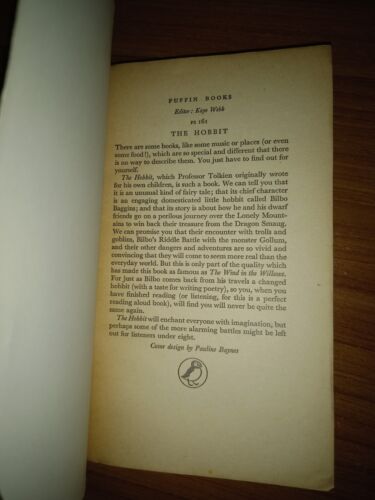 PUFFIN BOOKS
Editor: Kaye Webb
PS 161
THE HOBBIT
There are some books, like some music or places (or even
some food!), which are so special and different that there
is no way to describe them. You just have to find out for
yourself.
The Hobbit, which Professor Tolkien originally wrote
for his own children, is such a book. We can tell you that
it is an unusual kind of fairy tale; that its chief character
is an engaging domesticated little hobbit called Bilbo
Baggins; and that its story is about how he and his dwarf
friends go on a perilous journey over the Lonely Moun-
tains to win back their treasure from the Dragon Smaug.
We can promise you that their encounter with trolls and
goblins, Bilbo's Riddle Battle with the monster Gollum,
and their other dangers and adventures are so vivid and
convincing that they will come to seem more real than the
everyday world. But this is only part of the quality which
has made this book as famous as The Wind in the Willows.
For just as Bilbo comes back from his travels a changed
hobbit (with a taste for writing poetry), so you, when you
have finished reading (or listening, for this is a perfect
reading aloud book), will find you will never be quite the
same again.
The Hobbit will enchant everyone with imagination, but
perhaps some of the more alarming battles might be left
out for listeners under eight.
Cover design by Pauline Baynes